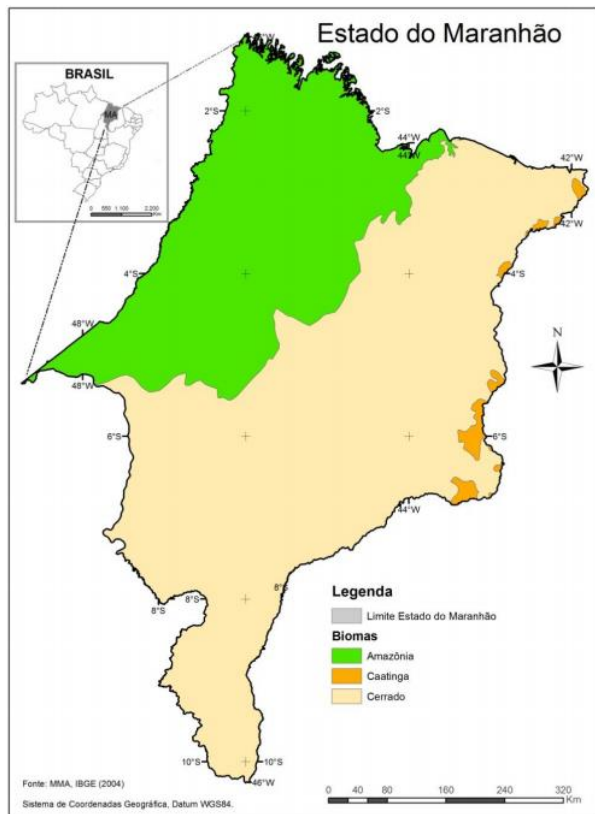 Estado do Maranhão
BRASIL
MA
0 550 1.100 2.200
Km
2°S
2°S
44°W
44°W
42°W
42°W
4°S
4°S
48°W
48°W
N
6°S
6°S
44°W
8°S
8°S
8°S
10°S
10°S
46°W
Legenda
Limite Estado do Maranhão
Biomas
Amazônia
Caatinga
Cerrado
Fonte: MMA, IBGE (2004)
Sistema de Coordenadas Geográfica, Datum WGS84.
0 40 80 160 240 320
Km